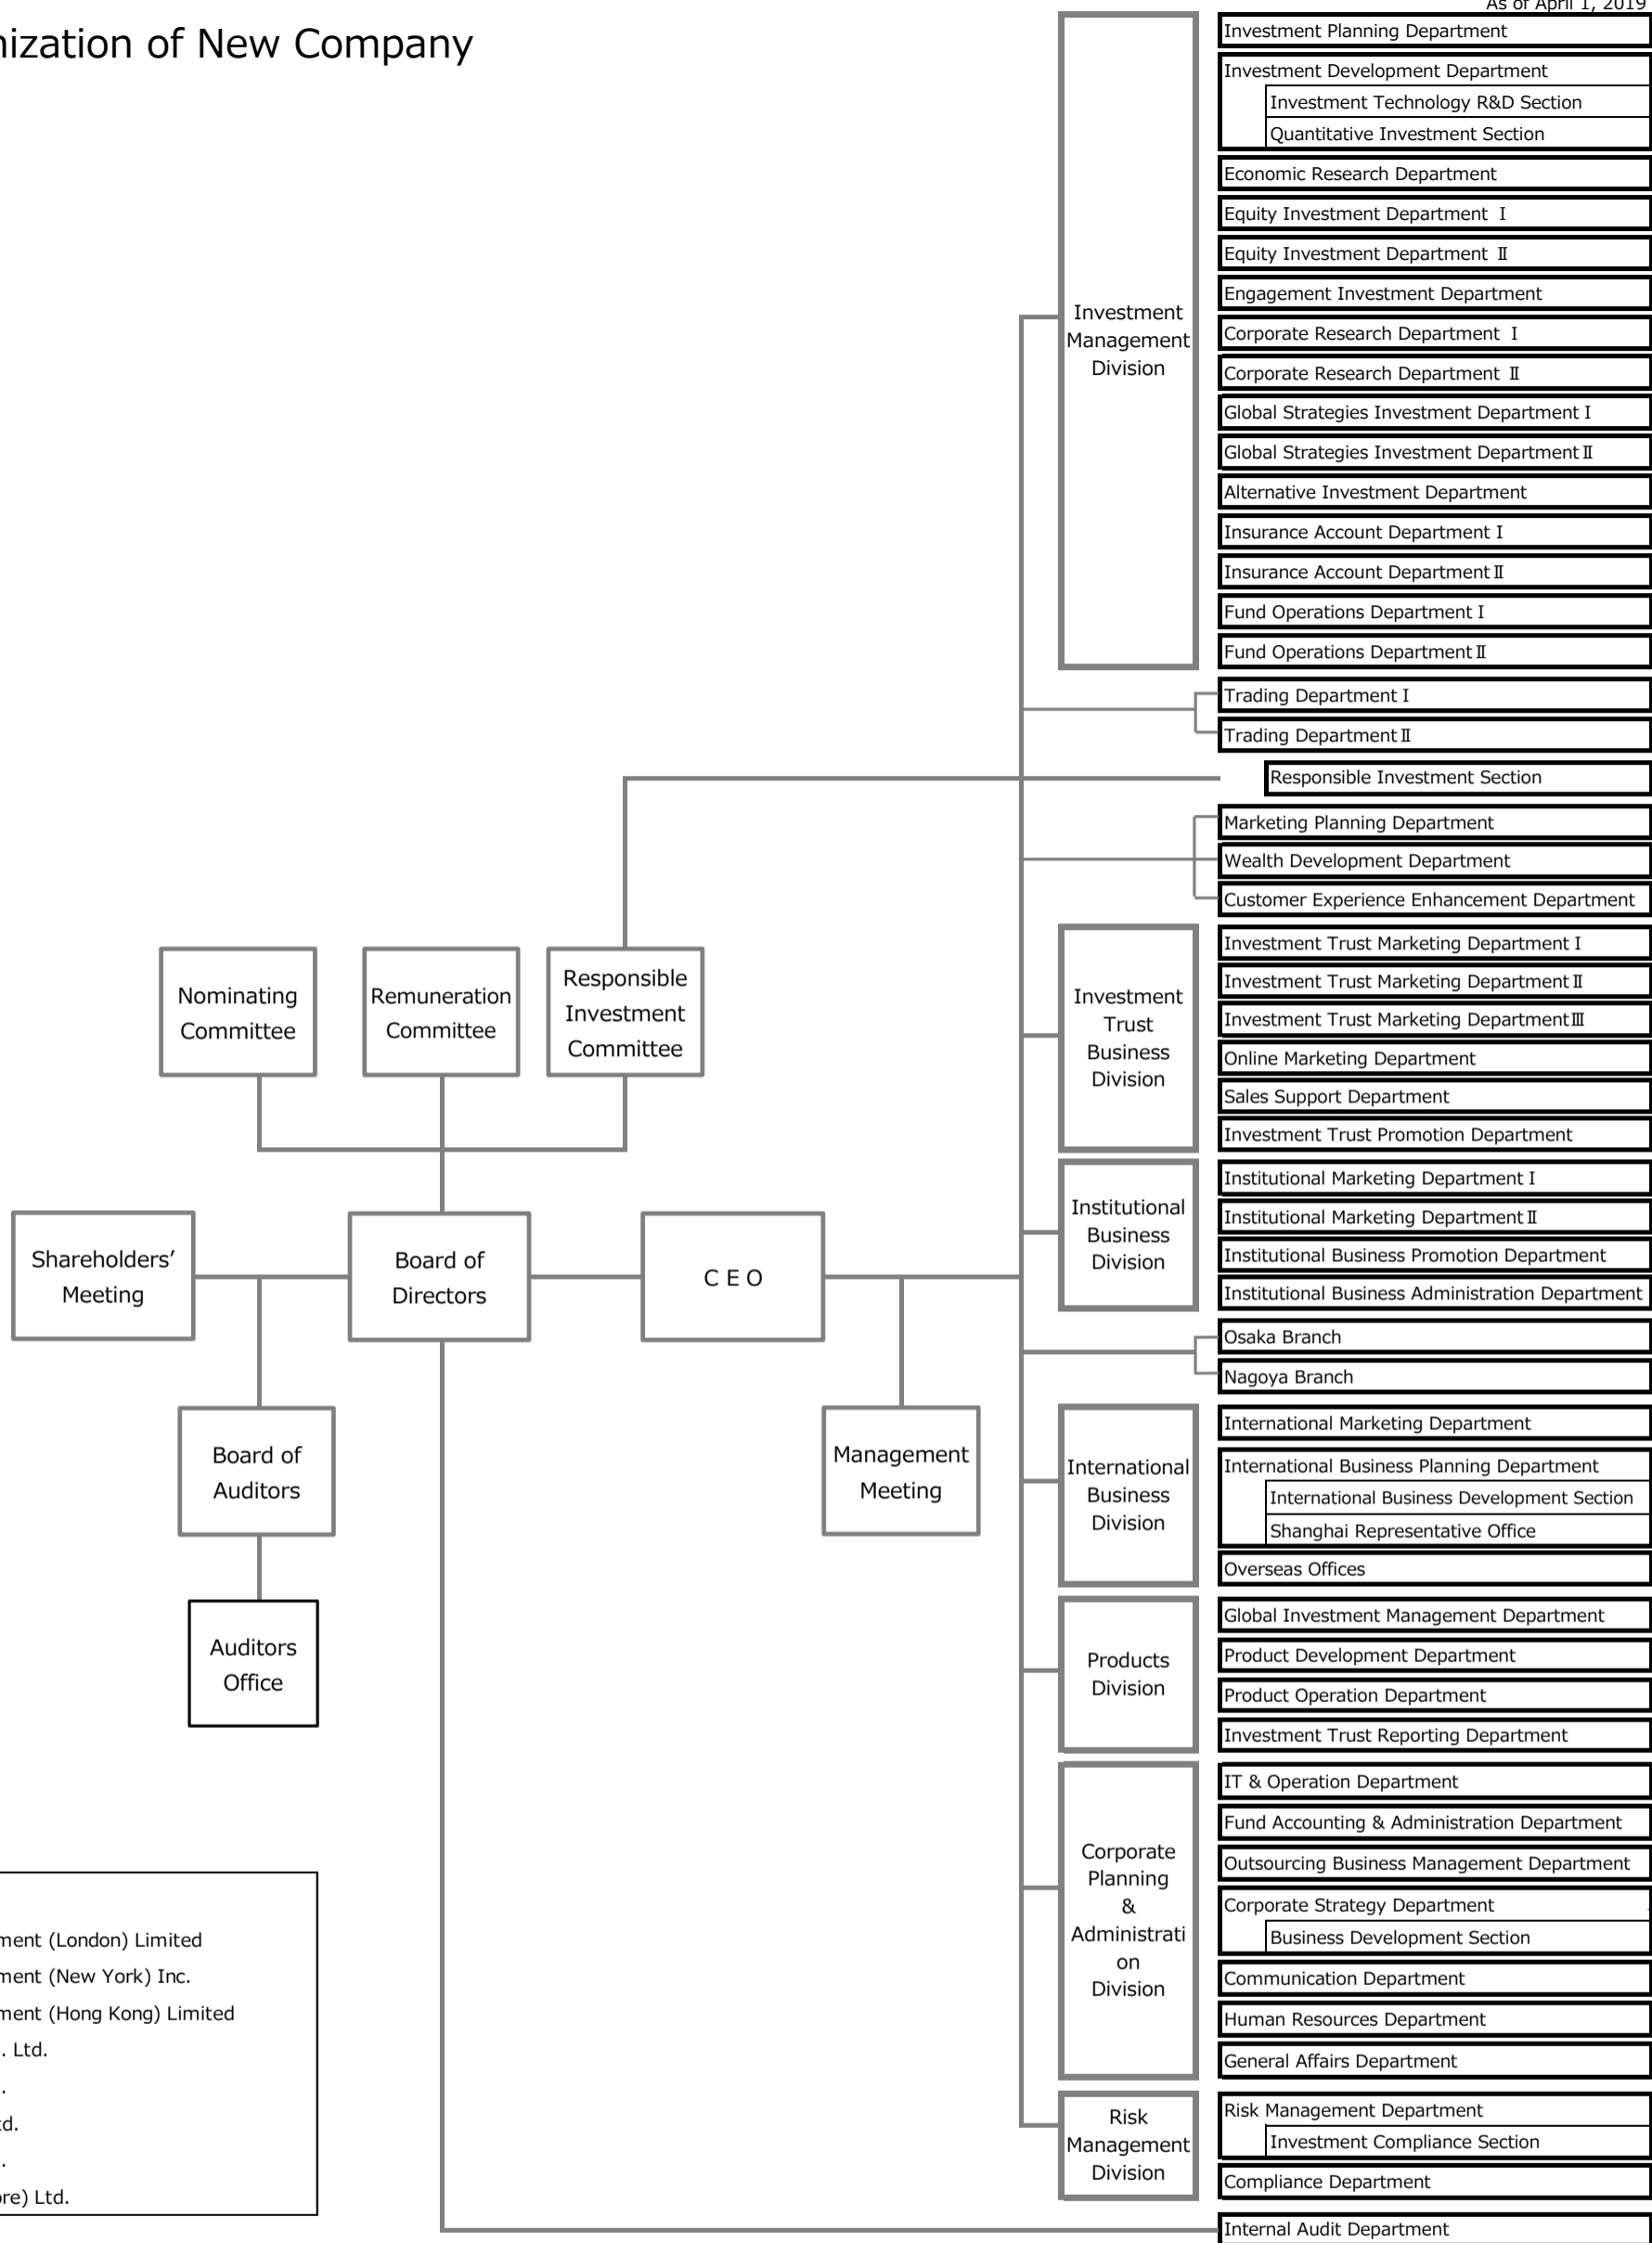 As of April 1, 2019
nization of New Company
Investment Planning Department
Investment Development Department
Investment Technology R&D Section
Quantitative Investment Section
Economic Research Department
Equity Investment Department Ⅰ
Equity Investment Department Ⅱ
Engagement Investment Department
Investment
Management
Division
Corporate Research Department Ⅰ
Corporate Research Department Ⅱ
Global Strategies Investment Department Ⅰ
Global Strategies Investment Department Ⅱ
Alternative Investment Department
Insurance Account Department Ⅰ
Insurance Account Department Ⅱ
Fund Operations Department Ⅰ
Fund Operations Department Ⅱ
Trading Department Ⅰ
Trading Department Ⅱ
Responsible Investment Section
Marketing Planning Department
Wealth Development Department
Customer Experience Enhancement Department
Nominating
Committee
Remuneration
Committee
Responsible
Investment
Committee
Investment
Trust
Business
Division
Investment Trust Marketing Department Ⅰ
Investment Trust Marketing Department Ⅱ
Investment Trust Marketing Department Ⅲ
Online Marketing Department
Sales Support Department
Investment Trust Promotion Department
Shareholders’
Meeting
Board of
Directors
C E O
Institutional
Business
Division
Institutional Marketing Department Ⅰ
Institutional Marketing Department Ⅱ
Institutional Business Promotion Department
Institutional Business Administration Department
Osaka Branch
Nagoya Branch
Board of
Auditors
Management
Meeting
International
Business
Division
International Marketing Department
International Business Planning Department
International Business Development Section
Shanghai Representative Office
Overseas Offices
Auditors
Office
Products
Division
Global Investment Management Department
Product Development Department
Product Operation Department
Investment Trust Reporting Department
Corporate
Planning
&
Administrati
on
Division
IT & Operation Department
Fund Accounting & Administration Department
Outsourcing Business Management Department
Corporate Strategy Department
Business Development Section
Communication Department
Human Resources Department
General Affairs Department
ment (London) Limited
ment (New York) Inc.
ment (Hong Kong) Limited
. Ltd.
.
td.
.
ore) Ltd.
Risk
Management
Division
Risk Management Department
Investment Compliance Section
Compliance Department
Internal Audit Department